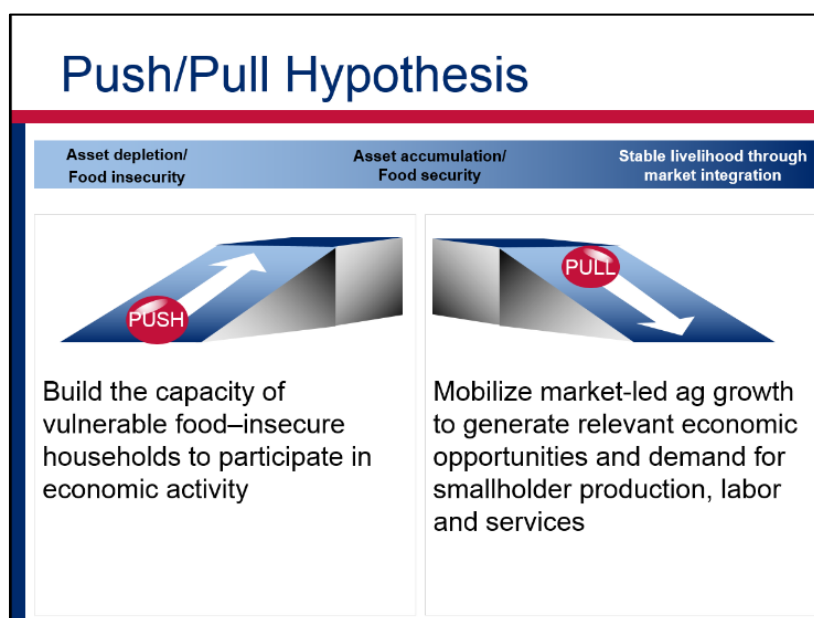 Push/Pull Hypothesis
Asset depletion/
Food insecurity
Asset accumulation/
Food security
Stable livelihood through
market integration
PUSH
Build the capacity of
vulnerable food–insecure
households to participate in
economic activity
PULL
Mobilize market-led ag growth
to generate relevant economic
opportunities and demand for
smallholder production, labor
and services